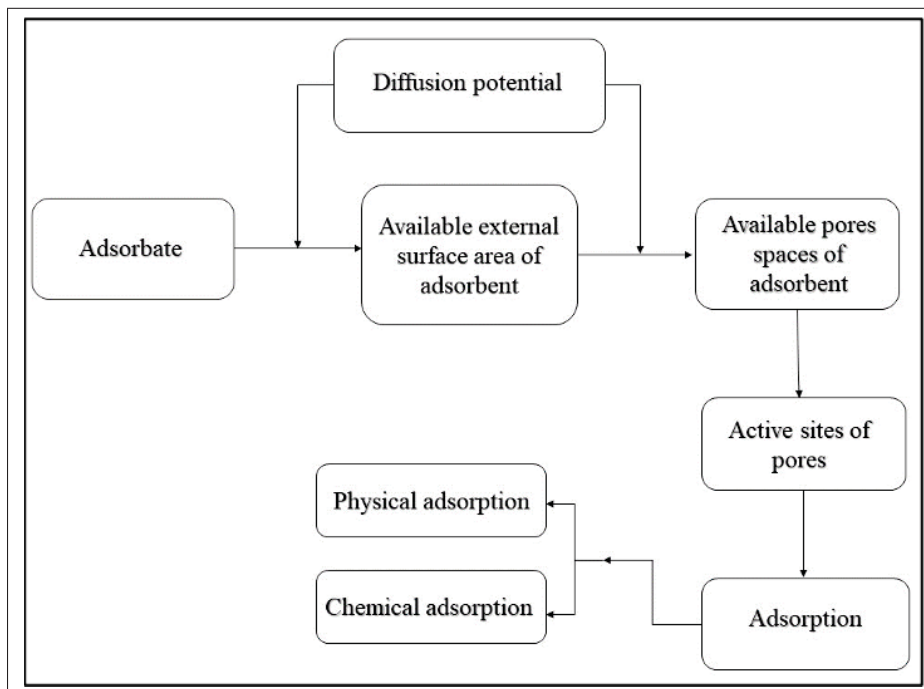 Diffusion potential
Adsorbate
Available external
surface area of
adsorbent
Available pores
spaces of
adsorbent
Active sites of
pores
Physical adsorption
Chemical adsorption
Adsorption